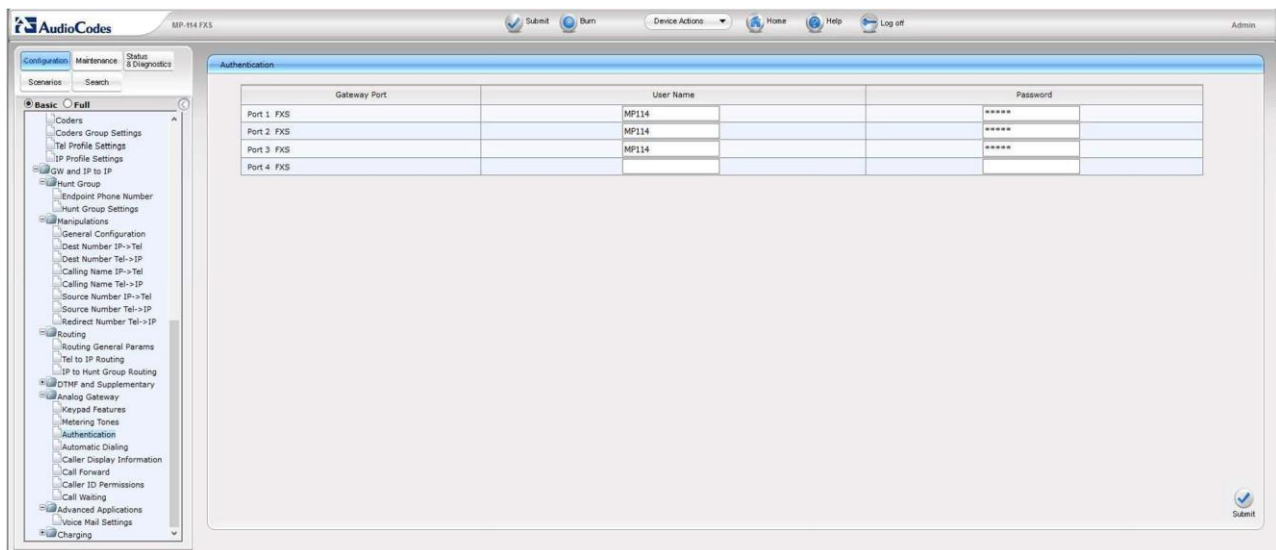 AudioCodes
MP-114 FXS
Submit
Burn
Device Actions
Home
Help
Log off
Admin
Configuration
Maintenance
Status
& Diagnostics
Scenarios
Search
Basic
Full
Coders
Coders Group Settings
Tel Profile Settings
IP Profile Settings
GW and IP to IP
Hunt Group
Endpoint Phone Number
Hunt Group Settings
Manipulations
General Configuration
Dest Number IP->Tel
Dest Number Tel->IP
Calling Name IP->Tel
Calling Name Tel->IP
Source Number IP->Tel
Source Number Tel->IP
Redirect Number Tel->IP
Routing
Routing General Params
Tel to IP Routing
IP to Hunt Group Routing
DTMF and Supplementary
Analog Gateway
Keypad Features
Metering Tones
Authentication
Automatic Dialing
Caller Display Information
Call Forward
Caller ID Permissions
Call Waiting
Advanced Applications
Voice Mail Settings
Charging
Authentication
Gateway Port User Name Password
Port 1 FXS MP114 *****
Port 2 FXS MP114 *****
Port 3 FXS MP114 *****
Port 4 FXS
Submit